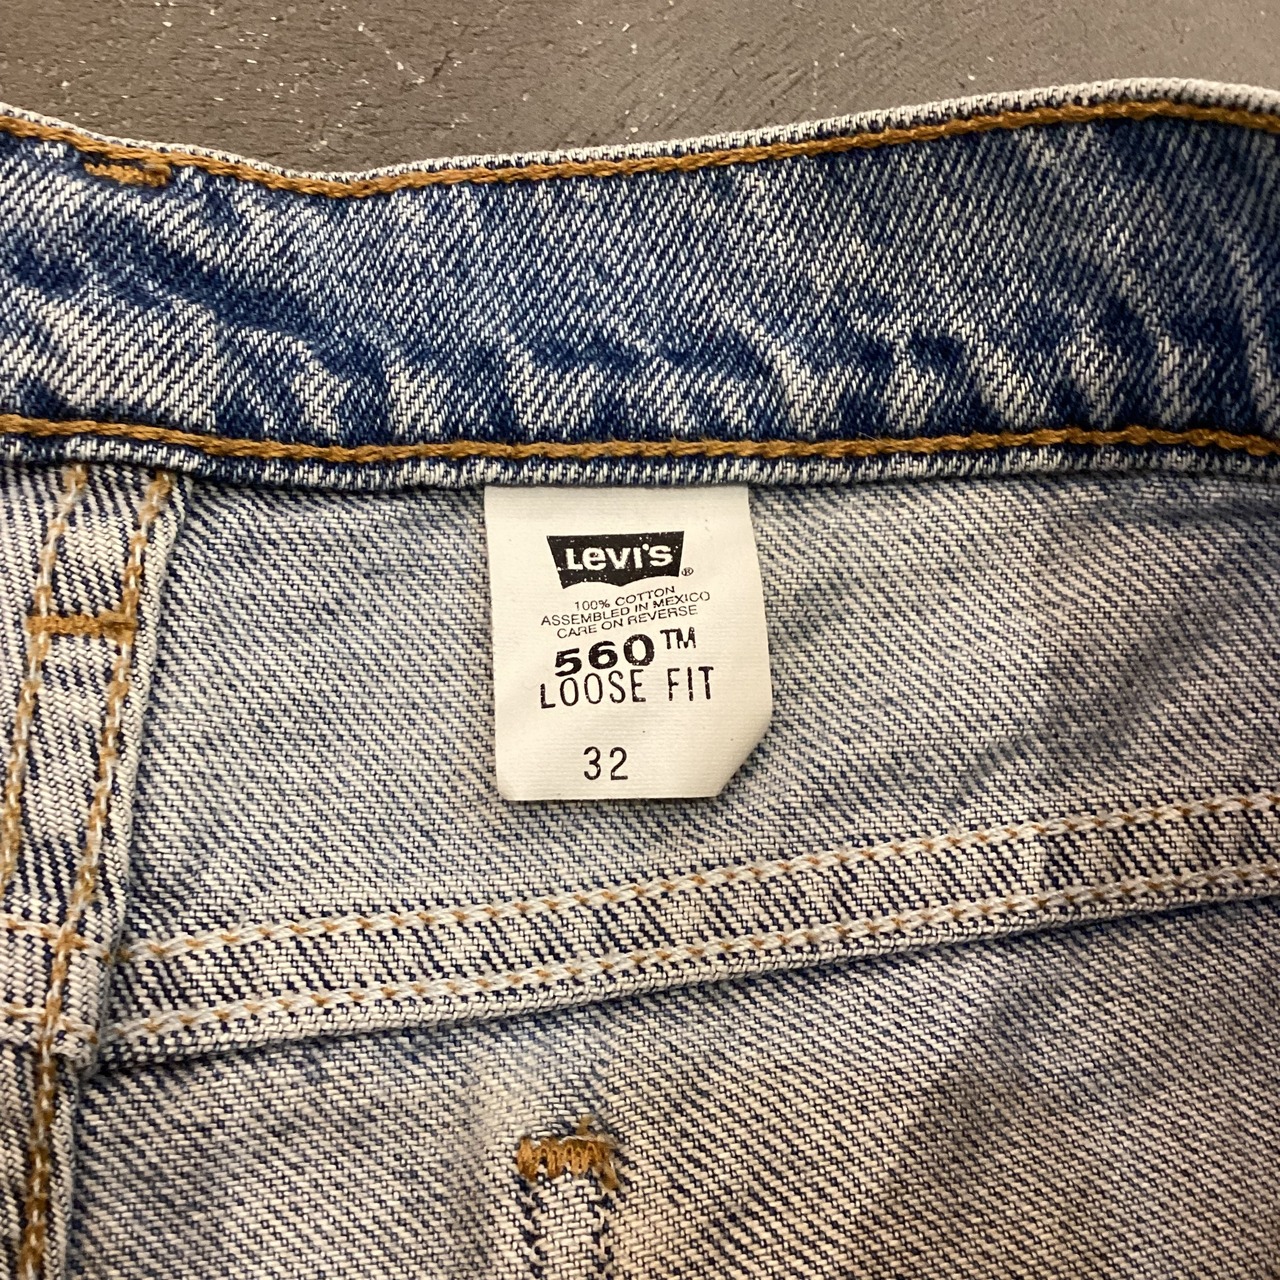 LEVI'S ®
100% COTTON
ASSEMBLED IN MEXICO
CARE ON REVERSE
560™
LOOSE FIT
32